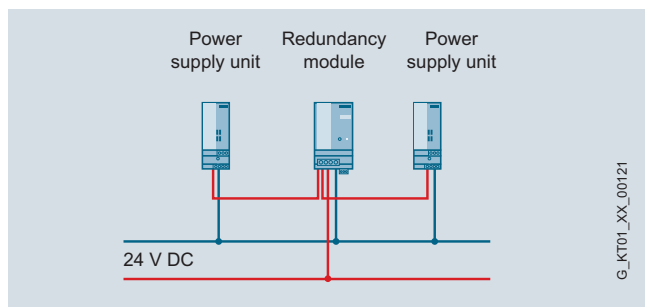 Power
supply unit
Redundancy
module
Power
supply unit
24 V DC
G_KT01_XX_00121